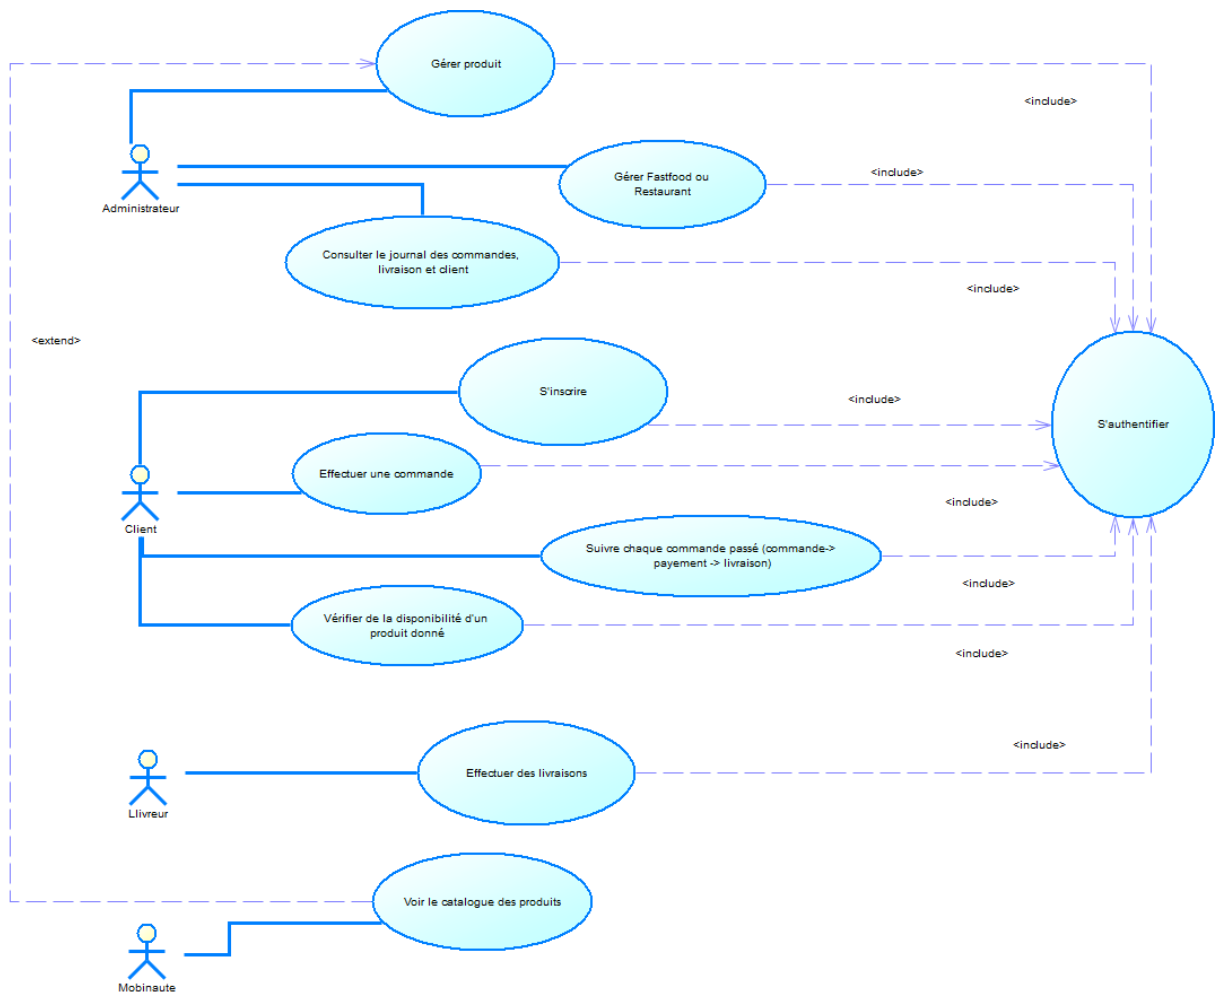 Gérer produit
<include>
Gérer Fastfood ou
Restaurant
<include>
Administrateur
Consulter le journal des commandes,
livraison et client
<include>
<extend>
S'inscrire
<include>
S'authentifier
Effectuer une commande
<include>
Client
Suivre chaque commande passé (commande->
payement -> livraison)
<include>
Vérifier de la disponibilité d'un
produit donné
<include>
Effectuer des livraisons
<include>
Llivreur
Voir le catalogue des produits
Mobinaute